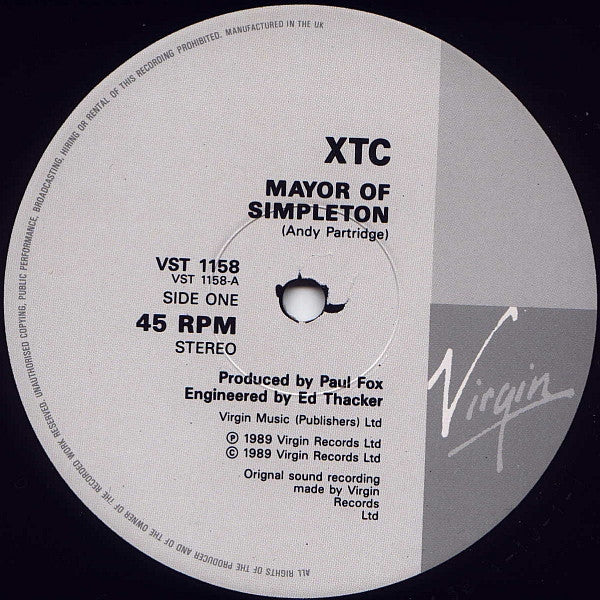 ALL RIGHTS OF THE PRODUCER AND OF THE OWNER OF THE RECORDED WORK RESERVED. UNAUTHORISED COPYING, PUBLIC PERFORMANCE, BROADCASTING, HIRING OR RENTAL OF THIS RECORDING PROHIBITED. MANUFACTURED IN THE UK
XTC
MAYOR OF
SIMPLETON
(Andy Partridge)
VST 1158
VST 1158-A
SIDE ONE
45 RPM
STEREO
Produced by Paul Fox
Engineered by Ed Thacker
Virgin Music (Publishers) Ltd
℗ 1989 Virgin Records Ltd
© 1989 Virgin Records Ltd
Orignal sound recording
made by Virgin
Records
Ltd
Virgin